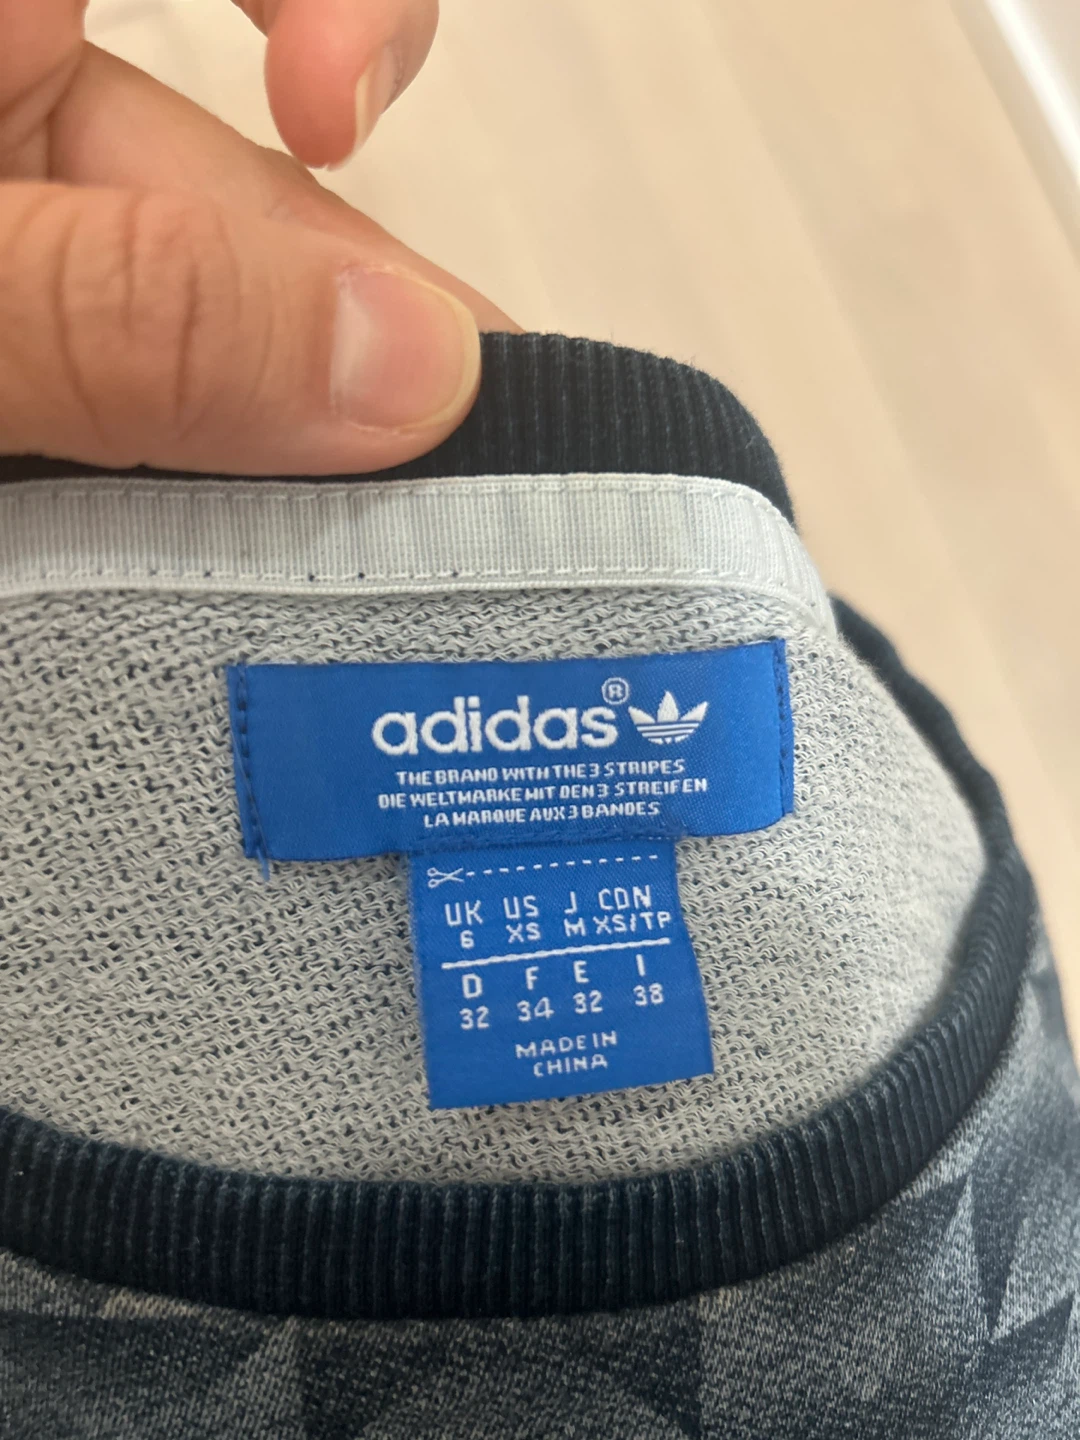 adidas®
THE BRAND WITH THE 3 STRIPES
DIE WELTMARKE MIT DEN 3 STREIFEN
LA MARQUE AUX 3 BANDES
UK US J CDN
6 XS M XS/TP
D F E I
32 34 32 38
MADE IN
CHINA